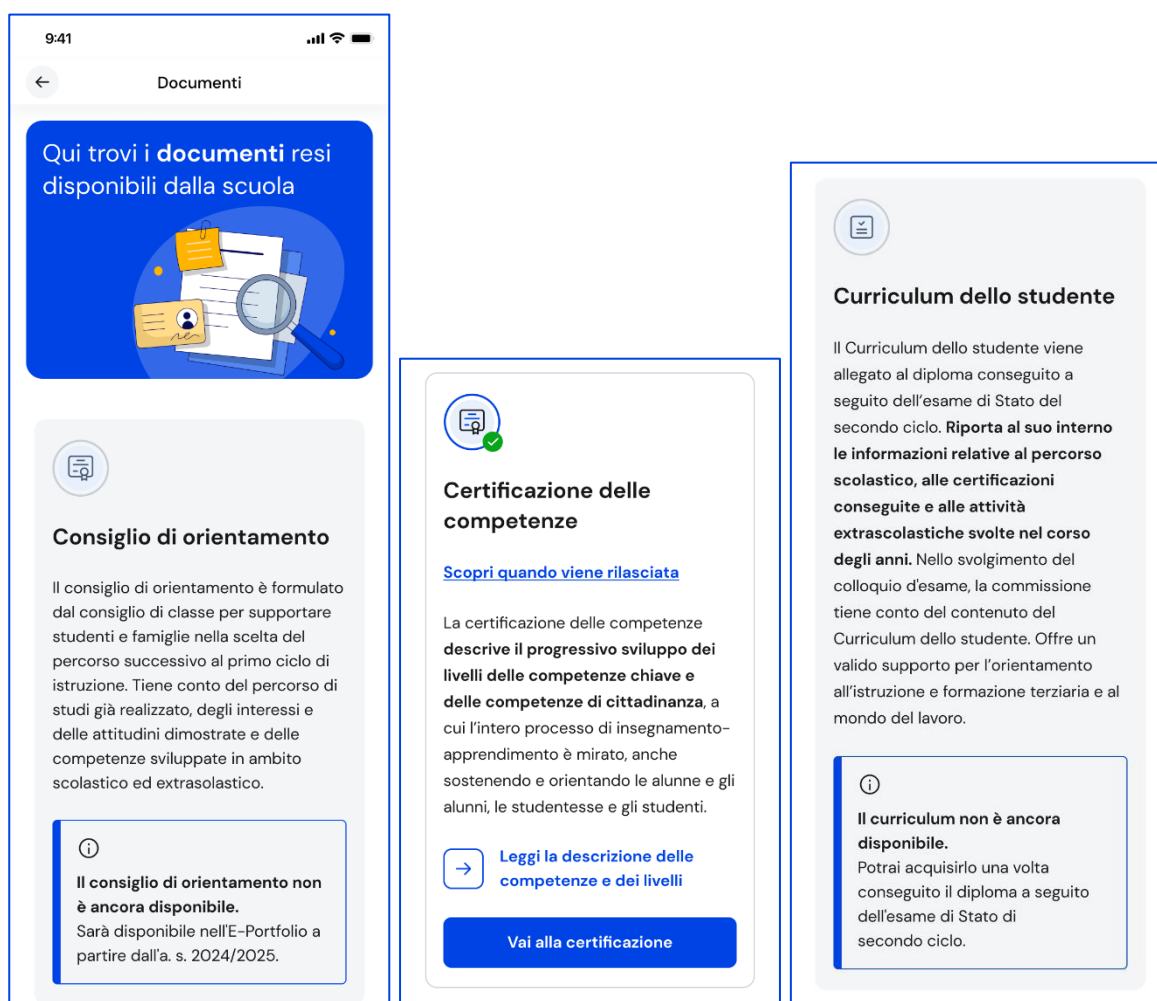 9:41
Documenti
Qui trovi i documenti resi
disponibili dalla scuola
Consiglio di orientamento
Il consiglio di orientamento è formulato
dal consiglio di classe per supportare
studenti e famiglie nella scelta del
percorso successivo al primo ciclo di
istruzione. Tiene conto del percorso di
studi già realizzato, degli interessi e
delle attitudini dimostrate e delle
competenze sviluppate in ambito
scolastico ed extrasolastico.
Il consiglio di orientamento non
è ancora disponibile.
Sarà disponibile nell'E-Portfolio a
partire dall'a. s. 2024/2025.
Certificazione delle
competenze
Scopri quando viene rilasciata
La certificazione delle competenze
descrive il progressivo sviluppo dei
livelli delle competenze chiave e
delle competenze di cittadinanza, a
cui l’intero processo di insegnamento-
apprendimento è mirato, anche
sostenendo e orientando le alunne e gli
alunni, le studentesse e gli studenti.
Leggi la descrizione delle
competenze e dei livelli
Vai alla certificazione
Curriculum dello studente
Il Curriculum dello studente viene
allegato al diploma conseguito a
seguito dell’esame di Stato del
secondo ciclo. Riporta al suo interno
le informazioni relative al percorso
scolastico, alle certificazioni
conseguite e alle attività
extrascolastiche svolte nel corso
degli anni. Nello svolgimento del
colloquio d'esame, la commissione
tiene conto del contenuto del
Curriculum dello studente. Offre un
valido supporto per l’orientamento
all’istruzione e formazione terziaria e al
mondo del lavoro.
Il curriculum non è ancora
disponibile.
Potrai acquisirlo una volta
conseguito il diploma a seguito
dell'esame di Stato di
secondo ciclo.